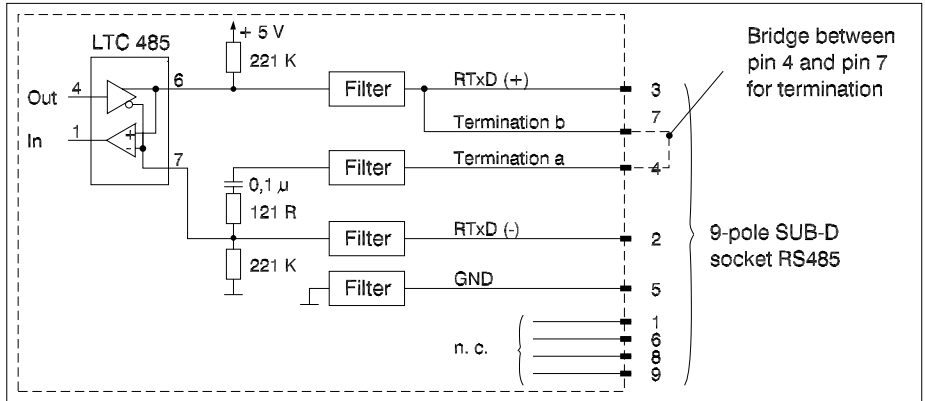 + 5 V
LTC 485
221 K
Bridge between
pin 4 and pin 7
for termination
Out
4
6
Filter
RTxD (+)
3
In
1
Termination b
7
7
Filter
Termination a
4
0,1 µ
121 R
Filter
RTxD (-)
2
9-pole SUB-D
socket RS485
221 K
Filter
GND
5
n. c.
1
6
8
9